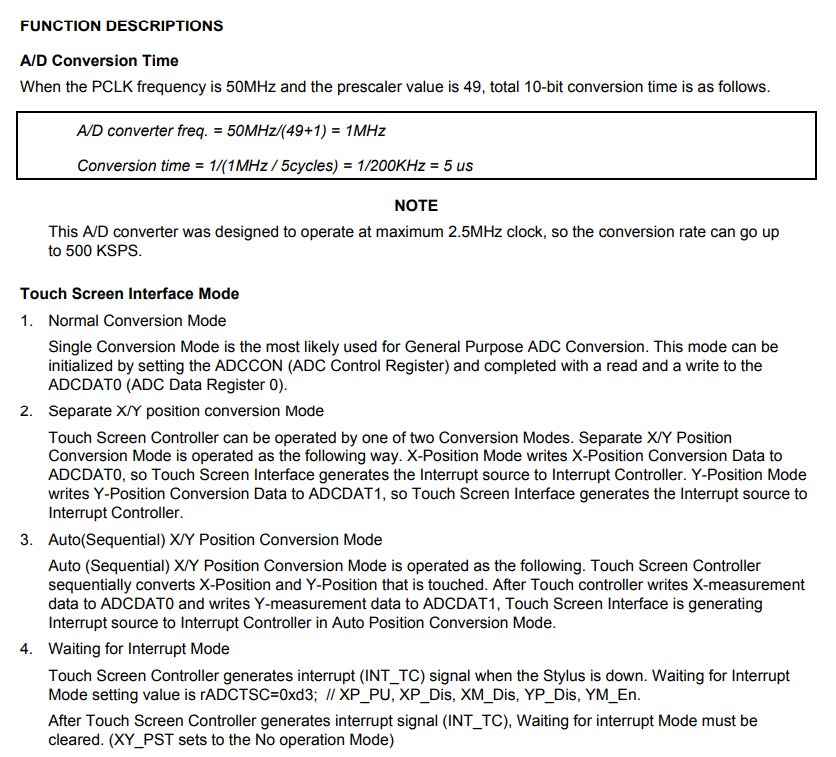 FUNCTION DESCRIPTIONS
A/D Conversion Time
When the PCLK frequency is 50MHz and the prescaler value is 49, total 10-bit conversion time is as follows.
A/D converter freq. = 50MHz/(49+1) = 1MHz
Conversion time = 1/(1MHz / 5cycles) = 1/200KHz = 5 us
NOTE
This A/D converter was designed to operate at maximum 2.5MHz clock, so the conversion rate can go up
to 500 KSPS.
Touch Screen Interface Mode
1. Normal Conversion Mode
Single Conversion Mode is the most likely used for General Purpose ADC Conversion. This mode can be
initialized by setting the ADCCON (ADC Control Register) and completed with a read and a write to the
ADCDAT0 (ADC Data Register 0).
2. Separate X/Y position conversion Mode
Touch Screen Controller can be operated by one of two Conversion Modes. Separate X/Y Position
Conversion Mode is operated as the following way. X-Position Mode writes X-Position Conversion Data to
ADCDAT0, so Touch Screen Interface generates the Interrupt source to Interrupt Controller. Y-Position Mode
writes Y-Position Conversion Data to ADCDAT1, so Touch Screen Interface generates the Interrupt source to
Interrupt Controller.
3. Auto(Sequential) X/Y Position Conversion Mode
Auto (Sequential) X/Y Position Conversion Mode is operated as the following. Touch Screen Controller
sequentially converts X-Position and Y-Position that is touched. After Touch controller writes X-measurement
data to ADCDAT0 and writes Y-measurement data to ADCDAT1, Touch Screen Interface is generating
Interrupt source to Interrupt Controller in Auto Position Conversion Mode.
4. Waiting for Interrupt Mode
Touch Screen Controller generates interrupt (INT_TC) signal when the Stylus is down. Waiting for Interrupt
Mode setting value is rADCTSC=0xd3; // XP_PU, XP_Dis, XM_Dis, YP_Dis, YM_En.
After Touch Screen Controller generates interrupt signal (INT_TC), Waiting for interrupt Mode must be
cleared. (XY_PST sets to the No operation Mode)